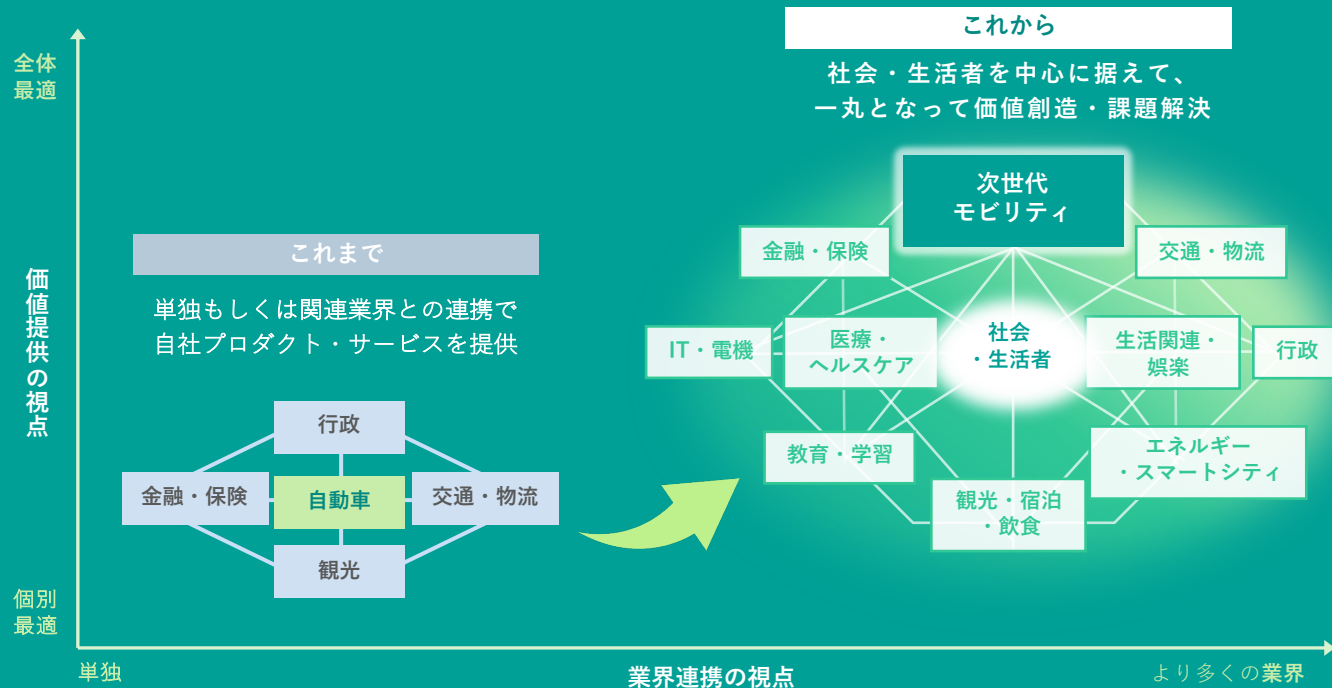 全体
最適
価値提供の視点
個別
最適
単独
業界連携の視点
より多くの業界
これまで
単独もしくは関連業界との連携で
自社プロダクト・サービスを提供
行政
金融・保険
自動車
交通・物流
観光
これから
社会・生活者を中心に据えて、
一丸となって価値創造・課題解決
次世代
モビリティ
金融・保険
交通・物流
IT・電機
医療・
ヘルスケア
社会
・生活者
生活関連・
娯楽
行政
教育・学習
エネルギー
・スマートシティ
観光・宿泊
・飲食